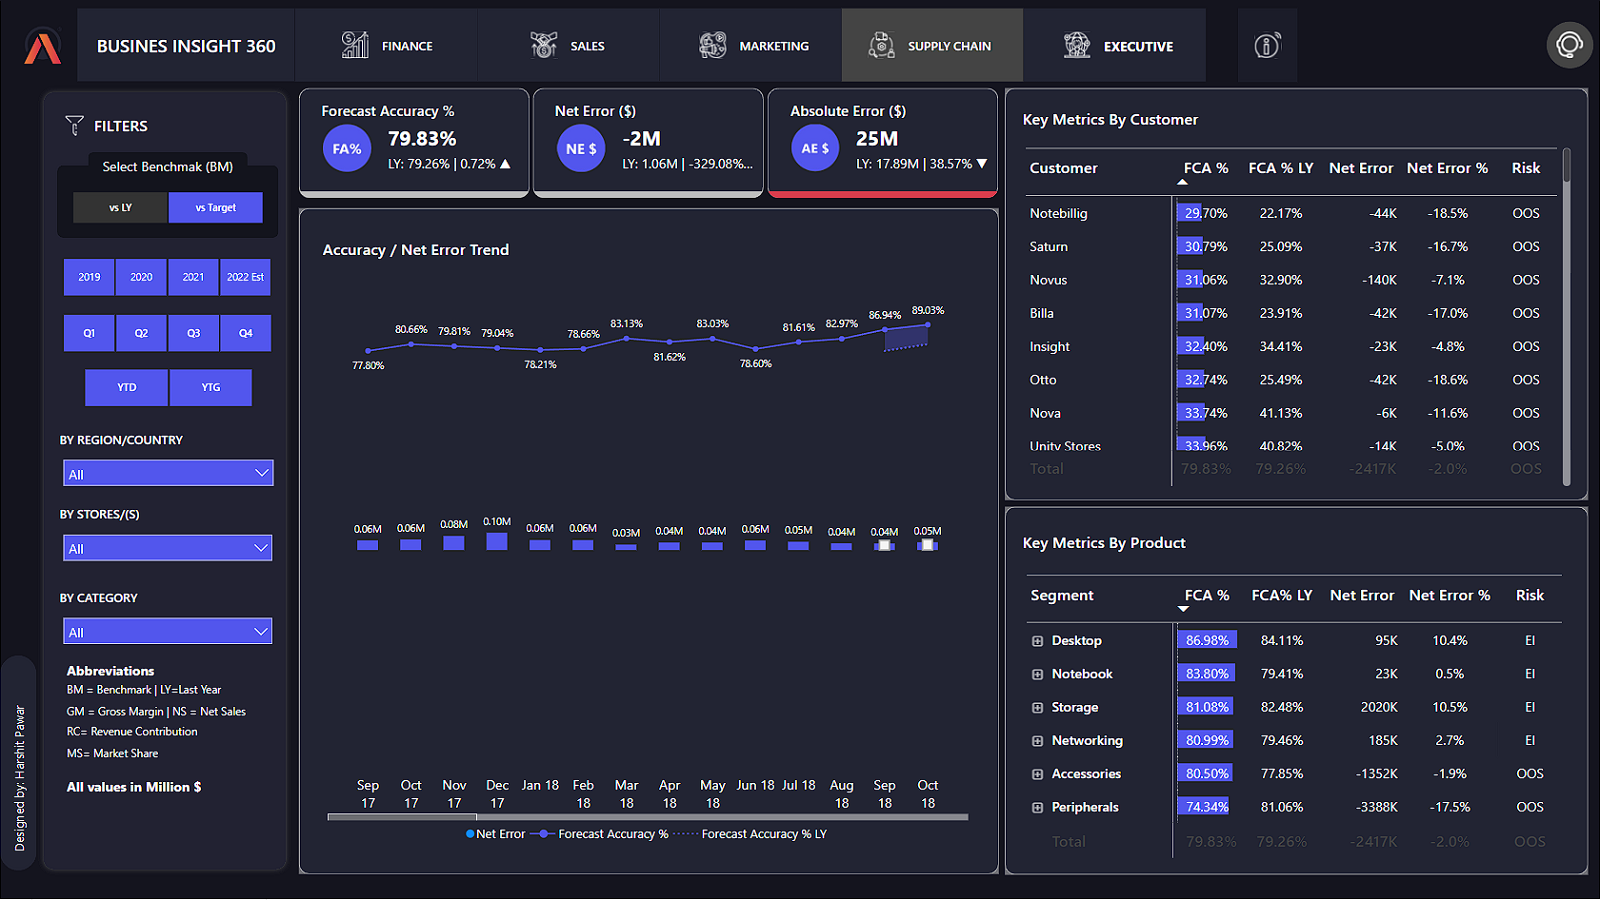 BUSINES INSIGHT 360
FINANCE
SALES
MARKETING
SUPPLY CHAIN
EXECUTIVE
FILTERS
Select Benchmak (BM)
vs LY
vs Target
2019
2020
2021
2022 Est
Q1
Q2
Q3
Q4
YTD
YTG
BY REGION/COUNTRY
All
BY STORES/(S)
All
BY CATEGORY
All
Abbreviations
BM = Benchmark | LY=Last Year
GM = Gross Margin | NS = Net Sales
RC= Revenue Contribution
MS= Market Share
All values in Million $
Designed by: Harshit Pawar
Forecast Accuracy %
FA%
79.83%
LY: 79.26% | 0.72% ▲
Net Error ($)
NE $
-2M
LY: 1.06M | -329.08%...
Absolute Error ($)
AE $
25M
LY: 17.89M | 38.57% ▼
Accuracy / Net Error Trend
77.80%
80.66%
79.81%
79.04%
78.21%
78.66%
83.13%
81.62%
83.03%
78.60%
81.61%
82.97%
86.94%
89.03%
0.06M
0.06M
0.08M
0.10M
0.06M
0.06M
0.03M
0.04M
0.04M
0.06M
0.05M
0.04M
0.04M
0.05M
Sep 17
Oct 17
Nov 17
Dec 17
Jan 18
Feb 18
Mar 18
Apr 18
May 18
Jun 18
Jul 18
Aug 18
Sep 18
Oct 18
Net Error
Forecast Accuracy %
Forecast Accuracy % LY
Key Metrics By Customer
Customer FCA % FCA % LY Net Error Net Error % Risk
Notebillig 29.70% 22.17% -44K -18.5% OOS
Saturn 30.79% 25.09% -37K -16.7% OOS
Novus 31.06% 32.90% -140K -7.1% OOS
Billa 31.07% 23.91% -42K -17.0% OOS
Insight 32.40% 34.41% -23K -4.8% OOS
Otto 32.74% 25.49% -42K -18.6% OOS
Nova 33.74% 41.13% -6K -11.6% OOS
Unity Stores 33.96% 40.82% -14K -5.0% OOS
Total 79.83% 79.26% -2417K -2.0% OOS
Key Metrics By Product
Segment FCA % FCA% LY Net Error Net Error % Risk
Desktop 86.98% 84.11% 95K 10.4% EI
Notebook 83.80% 79.41% 23K 0.5% EI
Storage 81.08% 82.48% 2020K 10.5% EI
Networking 80.99% 79.46% 185K 2.7% EI
Accessories 80.50% 77.85% -1352K -1.9% OOS
Peripherals 74.34% 81.06% -3388K -17.5% OOS
Total 79.83% 79.26% -2417K -2.0% OOS